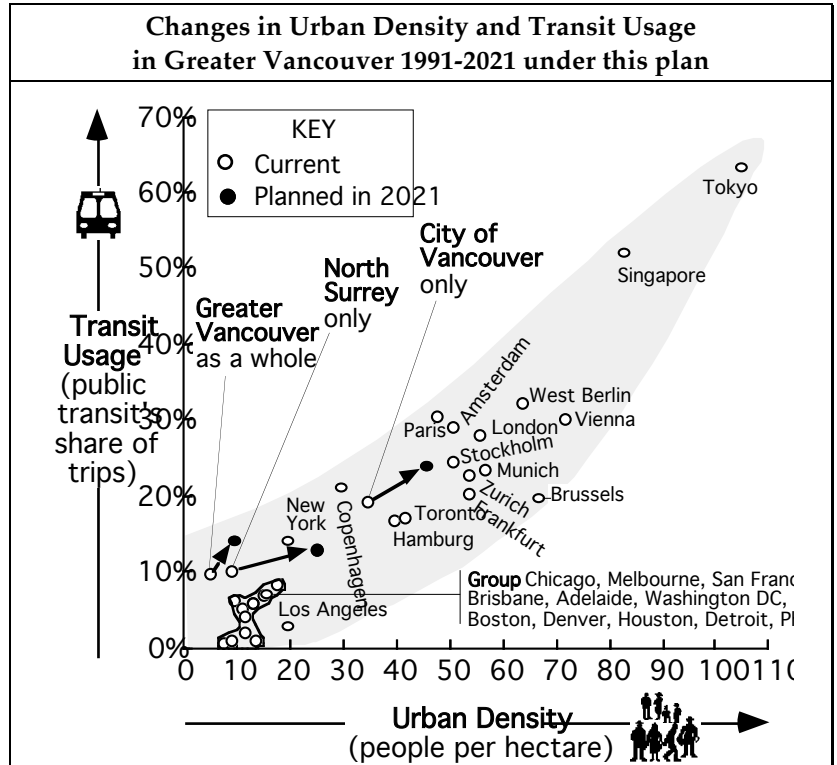 Changes in Urban Density and Transit Usage
in Greater Vancouver 1991-2021 under this plan
70%
60%
50%
40%
30%
20%
10%
0%
KEY
Current
Planned in 2021
Transit
Usage
(public
transit's
share of
trips)
Greater
Vancouver
as a whole
North
Surrey
only
City of
Vancouver
only
Tokyo
Singapore
Amsterdam
West Berlin
Paris
London
Vienna
Stockholm
Munich
Zurich
Brussels
Frankfurt
Toronto
Hamburg
New
York
Copenhagen
Los Angeles
Group Chicago, Melbourne, San Franc
Brisbane, Adelaide, Washington DC,
Boston, Denver, Houston, Detroit,
0 10 20 30 40 50 60 70 80 90 100 110
Urban Density
(people per hectare)